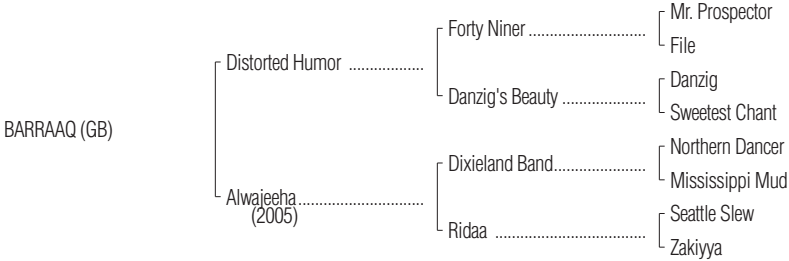 Mr. Prospector
Forty Niner ............................
File
Distorted Humor ..................
Danzig
Danzig's Beauty ....................
Sweetest Chant
BARRAAQ (GB)
Northern Dancer
Dixieland Band......................
Mississippi Mud
Alwajeeha..............................
(2005)
Seattle Slew
Ridaa ....................................
Zakiyya